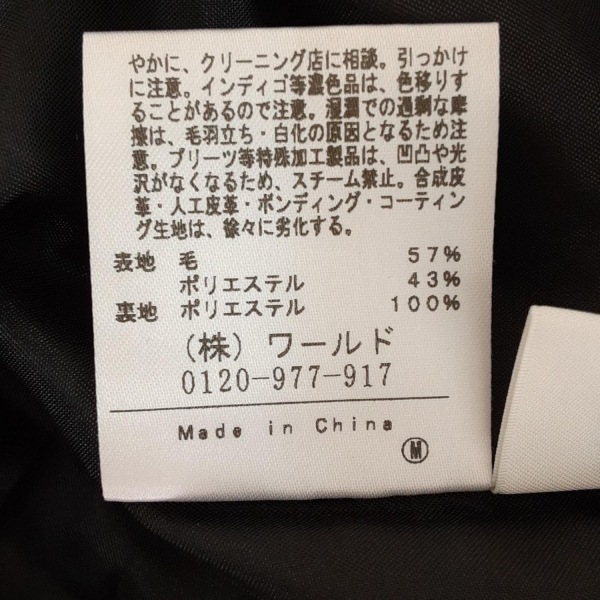 やかに、クリーニング店に相談。引っかけ
に注意。インディゴ等濃色品は、色移りす
ることがあるので注意。湿潤での過剰な摩
擦は、毛羽立ち・白化の原因となるため注
意。プリーツ等特殊加工製品は、凹凸や光
沢がなくなるため、スチーム禁止。合成皮
革・人工皮革・ボンディング・コーティン
グ生地は、徐々に劣化する。
表地 毛 57%
ポリエステル 43%
裏地 ポリエステル 100%
(株)ワールド
0120-977-917
Made in China
M